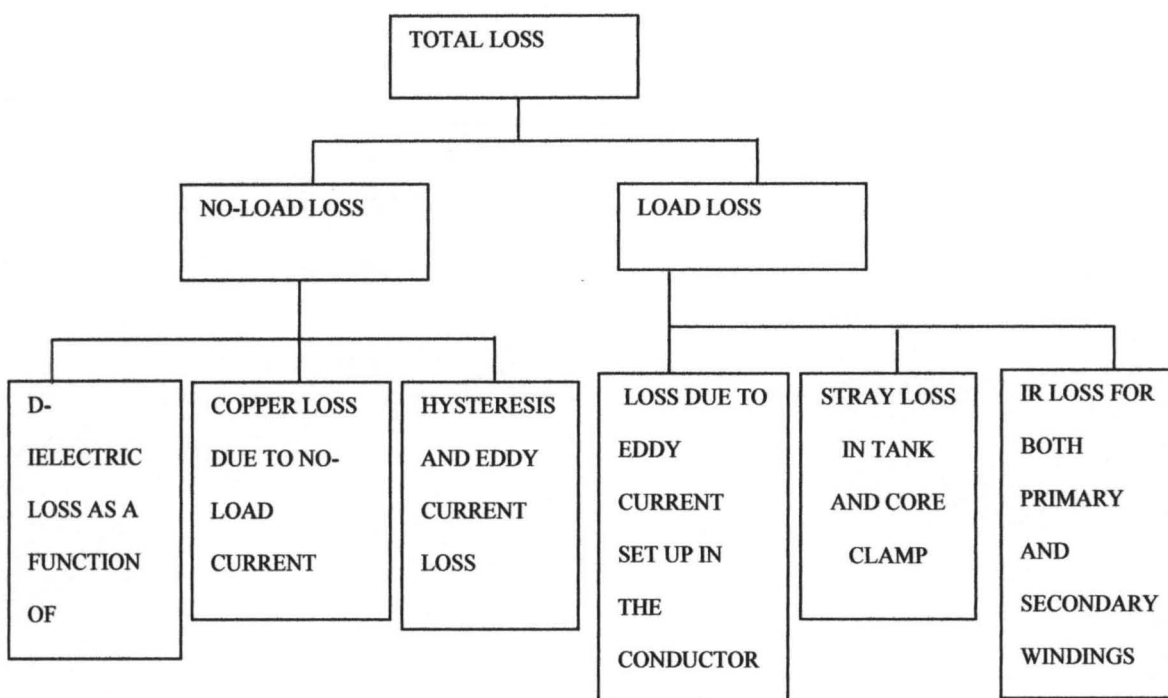 TOTAL LOSS
NO-LOAD LOSS
LOAD LOSS
D-
IELECTRIC
LOSS AS A
FUNCTION
OF
COPPER LOSS
DUE TO NO-
LOAD
CURRENT
HYSTERESIS
AND EDDY
CURRENT
LOSS
LOSS DUE TO
EDDY
CURRENT
SET UP IN
THE
CONDUCTOR
STRAY LOSS
IN TANK
AND CORE
CLAMP
IR LOSS FOR
BOTH
PRIMARY
AND
SECONDARY
WINDINGS